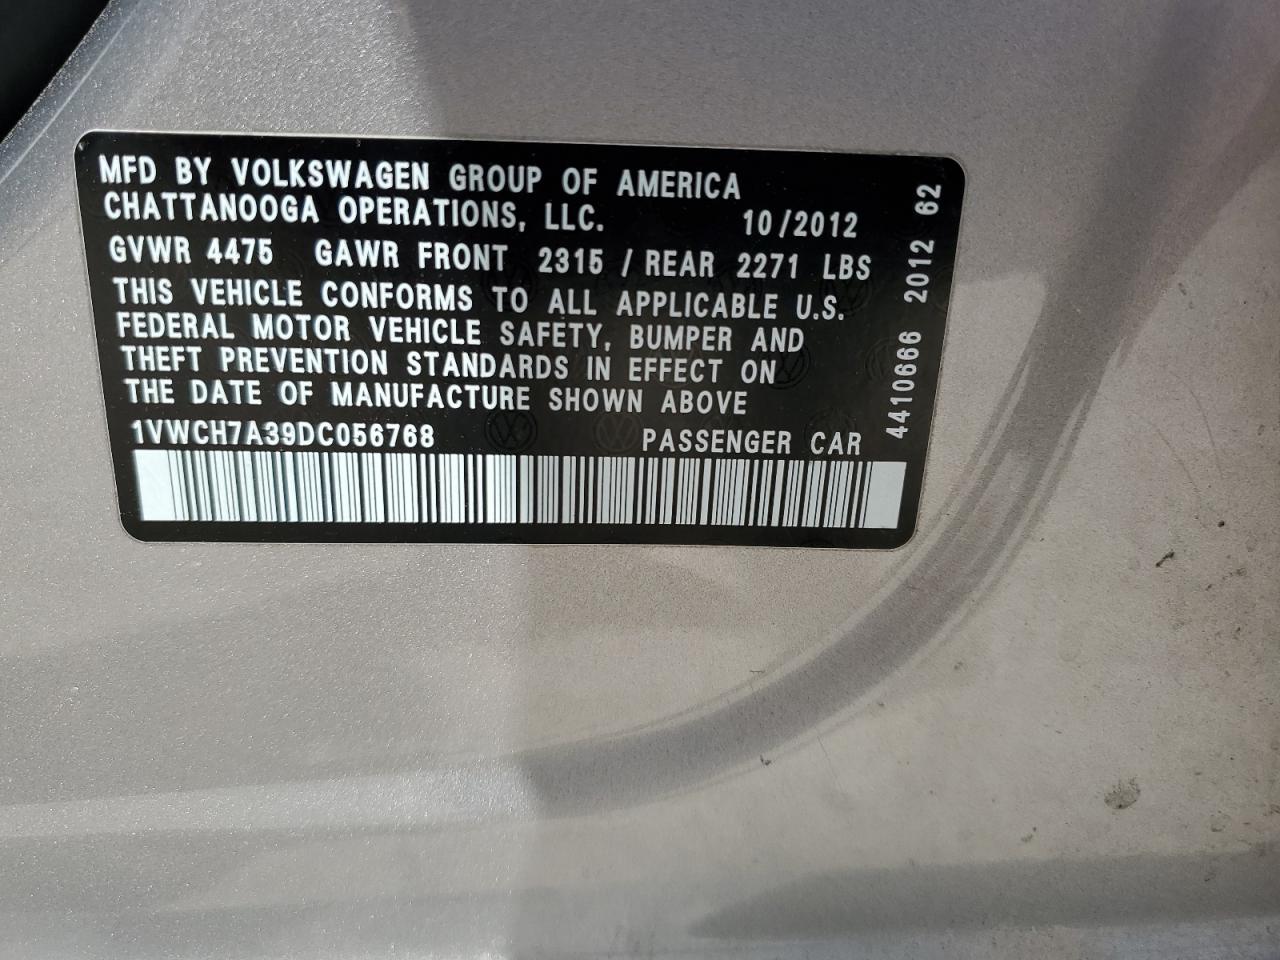 MFD BY VOLKSWAGEN GROUP OF AMERICA
CHATTANOOGA OPERATIONS, LLC. 10/2012
GVWR 4475 GAWR FRONT 2315 / REAR 2271 LBS
THIS VEHICLE CONFORMS TO ALL APPLICABLE U.S.
FEDERAL MOTOR VEHICLE SAFETY, BUMPER AND
THEFT PREVENTION STANDARDS IN EFFECT ON
THE DATE OF MANUFACTURE SHOWN ABOVE
1VWCH7A39DC056768 PASSENGER CAR
4410666 2012 62